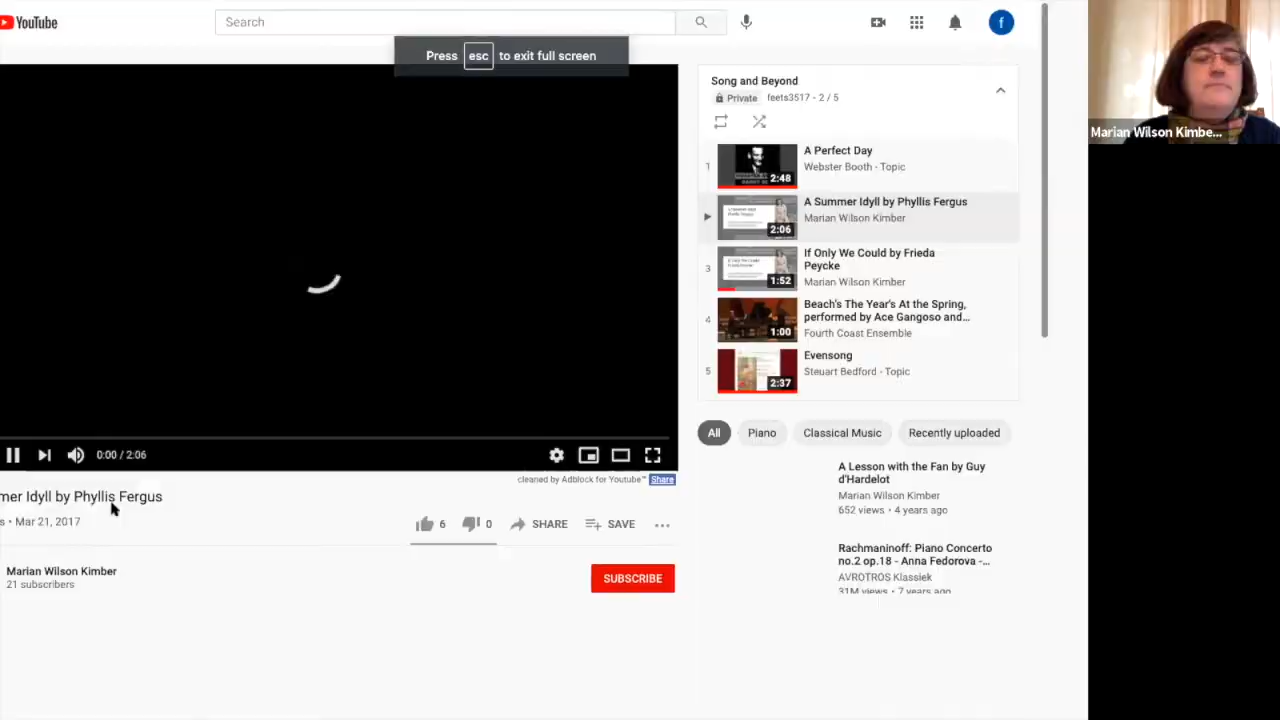 YouTube
Search
Press esc to exit full screen
Marian Wilson Kimbe...
Song and Beyond
Private feets3517 - 2 / 5
1
2:48
A Perfect Day
Webster Booth - Topic
2:06
A Summer Idyll by Phyllis Fergus
Marian Wilson Kimber
3
1:52
If Only We Could by Frieda
Peycke
Marian Wilson Kimber
4
1:00
Beach's The Year's At the Spring,
performed by Ace Gangoso and...
Fourth Coast Ensemble
5
2:37
Evensong
Steuart Bedford - Topic
All
Piano
Classical Music
Recently uploaded
0:00 / 2:06
cleaned by Adblock for Youtube™ Share
mer Idyll by Phyllis Fergus
s • Mar 21, 2017
6
0
SHARE
SAVE
Marian Wilson Kimber
21 subscribers
SUBSCRIBE
A Lesson with the Fan by Guy
d'Hardelot
Marian Wilson Kimber
652 views • 4 years ago
Rachmaninoff: Piano Concerto
no.2 op.18 - Anna Fedorova -...
AVROTROS Klassiek
31M views • 7 years ago